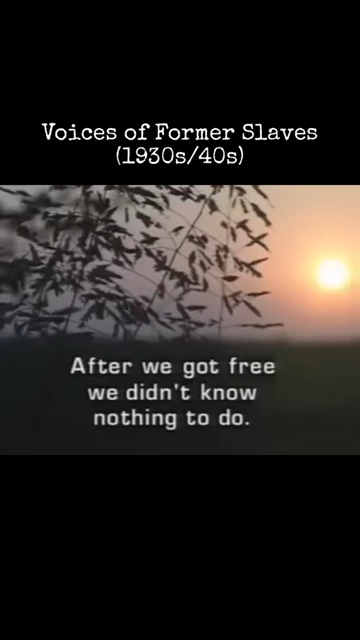 Voices of Former Slaves
(1930s/40s)
After we got free
we didn't know
nothing to do.